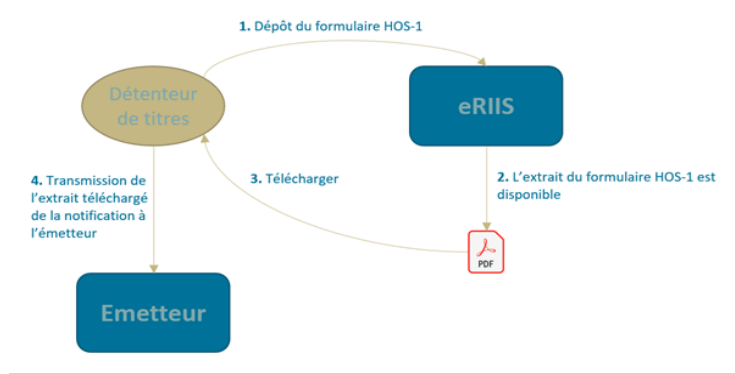 1. Dépôt du formulaire HOS-1
Détenteur
de titres
eRIIS
4. Transmission de
l'extrait téléchargé
de la notification à
l'émetteur
3. Télécharger
2. L'extrait du formulaire HOS-1 est
disponible
PDF
Emetteur